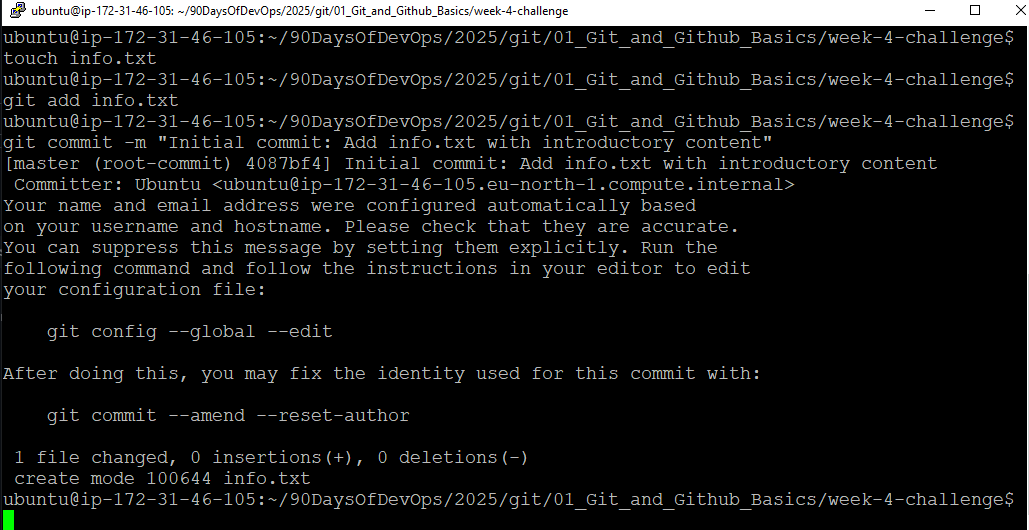 ubuntu@ip-172-31-46-105: ~/90DaysOfDevOps/2025/git/01_Git_and_Github_Basics/week-4-challenge
ubuntu@ip-172-31-46-105:~/90DaysOfDevOps/2025/git/01_Git_and_Github_Basics/week-4-challenge$
touch info.txt
ubuntu@ip-172-31-46-105:~/90DaysOfDevOps/2025/git/01_Git_and_Github_Basics/week-4-challenge$
git add info.txt
ubuntu@ip-172-31-46-105:~/90DaysOfDevOps/2025/git/01_Git_and_Github_Basics/week-4-challenge$
git commit -m "Initial commit: Add info.txt with introductory content"
[master (root-commit) 4087bf4] Initial commit: Add info.txt with introductory content
 Committer: Ubuntu <ubuntu@ip-172-31-46-105.eu-north-1.compute.internal>
Your name and email address were configured automatically based
on your username and hostname. Please check that they are accurate.
You can suppress this message by setting them explicitly. Run the
following command and follow the instructions in your editor to edit
your configuration file:
    git config --global --edit
After doing this, you may fix the identity used for this commit with:
    git commit --amend --reset-author
 1 file changed, 0 insertions(+), 0 deletions(-)
 create mode 100644 info.txt
ubuntu@ip-172-31-46-105:~/90DaysOfDevOps/2025/git/01_Git_and_Github_Basics/week-4-challenge$